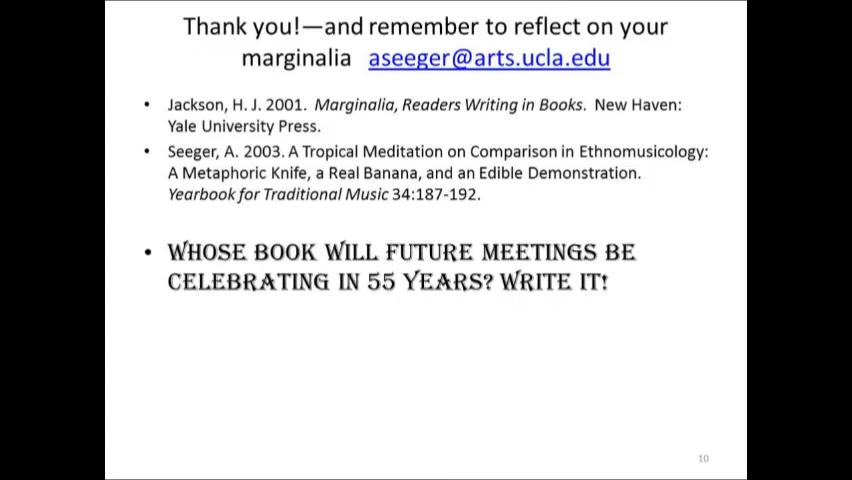 Thank you!—and remember to reflect on your
marginalia aseeger@arts.ucla.edu
• Jackson, H. J. 2001. Marginalia, Readers Writing in Books. New Haven:
Yale University Press.
• Seeger, A. 2003. A Tropical Meditation on Comparison in Ethnomusicology:
A Metaphoric Knife, a Real Banana, and an Edible Demonstration.
Yearbook for Traditional Music 34:187-192.
• WHOSE BOOK WILL FUTURE MEETINGS BE
CELEBRATING IN 55 YEARS? WRITE IT!
10